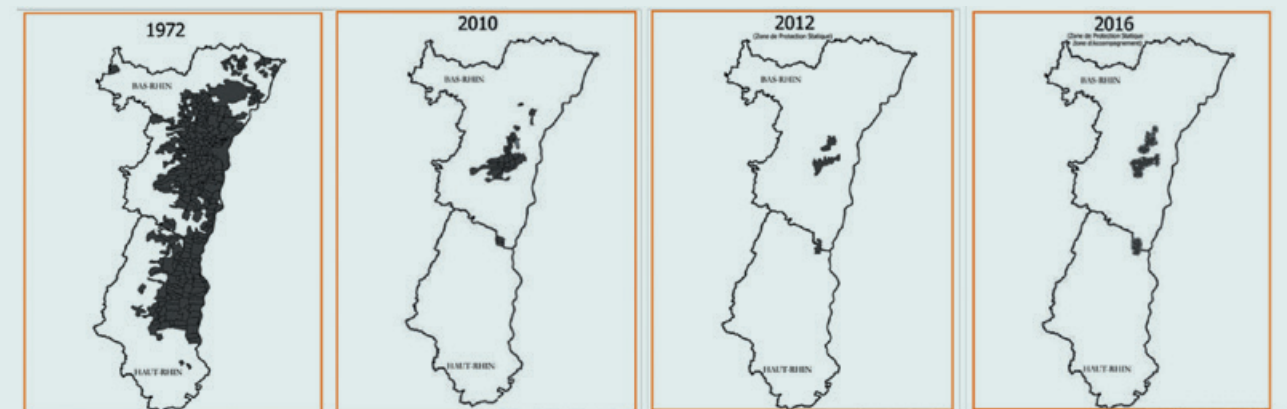 1972
BAS-RHIN
HAUT-RHIN
2010
BAS-RHIN
HAUT-RHIN
2012
(Zone de Protection Statique)
BAS-RHIN
HAUT-RHIN
2016
(Zone de Protection Statique
Zone d'Accompagnement)
BAS-RHIN
HAUT-RHIN